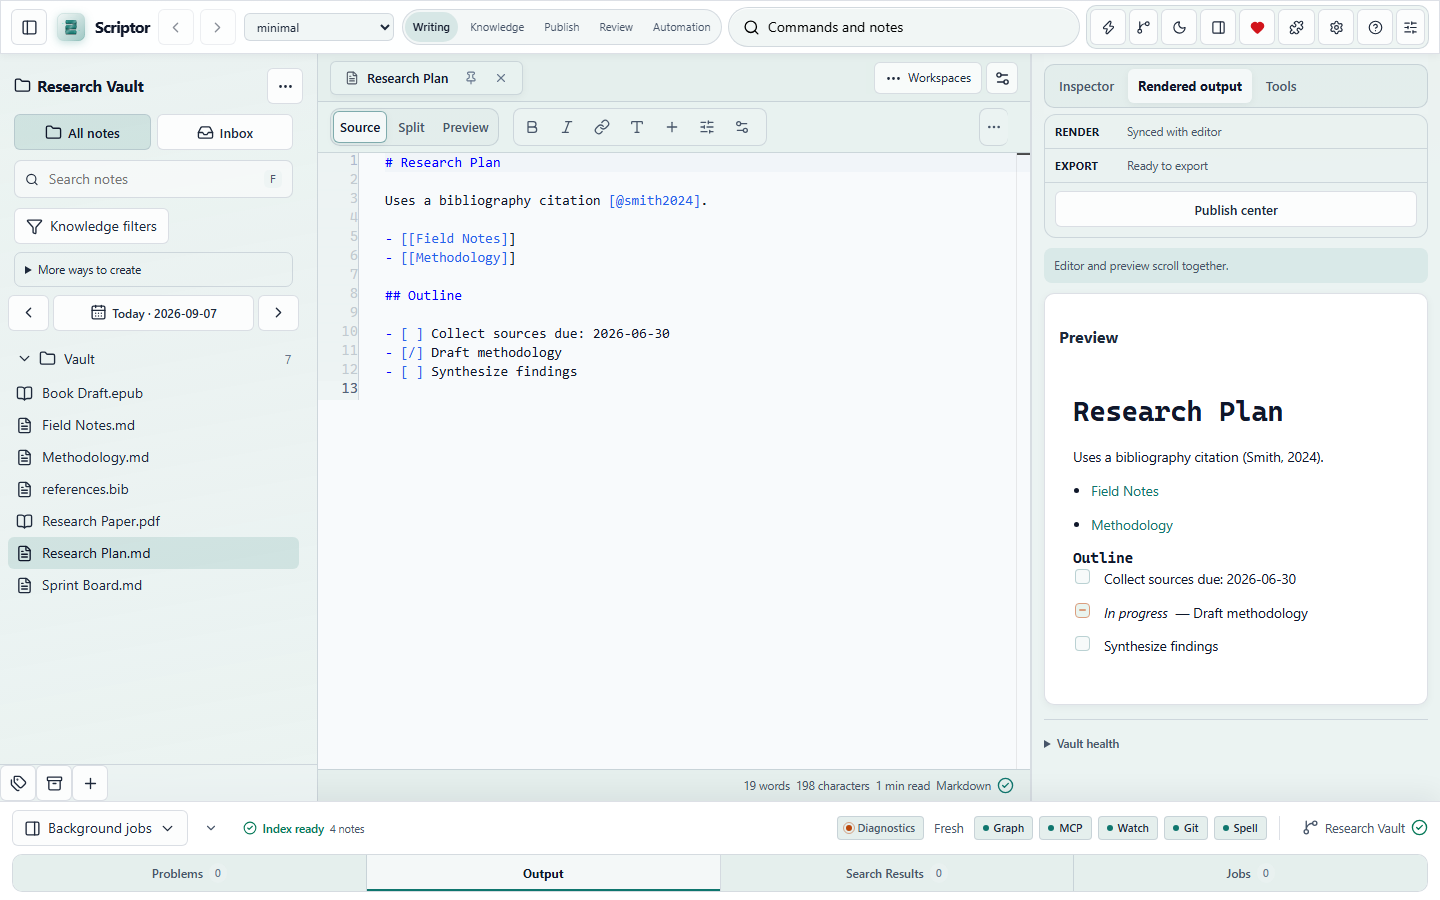 Scriptor
minimal
Writing Knowledge Publish Review Automation
Commands and notes
Research Vault
All notes
Inbox
Search notes F
Knowledge filters
More ways to create
Today · 2026-09-07
Vault 7
Book Draft.epub
Field Notes.md
Methodology.md
references.bib
Research Paper.pdf
Research Plan.md
Sprint Board.md
Research Plan
Workspaces
Source Split Preview
1 # Research Plan
2
3 Uses a bibliography citation [@smith2024].
4
5 - [[Field Notes]]
6 - [[Methodology]]
7
8 ## Outline
9
10 - [ ] Collect sources due: 2026-06-30
11 - [/] Draft methodology
12 - [ ] Synthesize findings
13
19 words 198 characters 1 min read Markdown
Inspector Rendered output Tools
RENDER Synced with editor
EXPORT Ready to export
Publish center
Editor and preview scroll together.
Preview
Research Plan
Uses a bibliography citation (Smith, 2024).
• Field Notes
• Methodology
Outline
Collect sources due: 2026-06-30
In progress — Draft methodology
Synthesize findings
Vault health
Background jobs
Index ready 4 notes
Diagnostics Fresh Graph MCP Watch Git Spell
Research Vault
Problems 0
Output
Search Results 0
Jobs 0